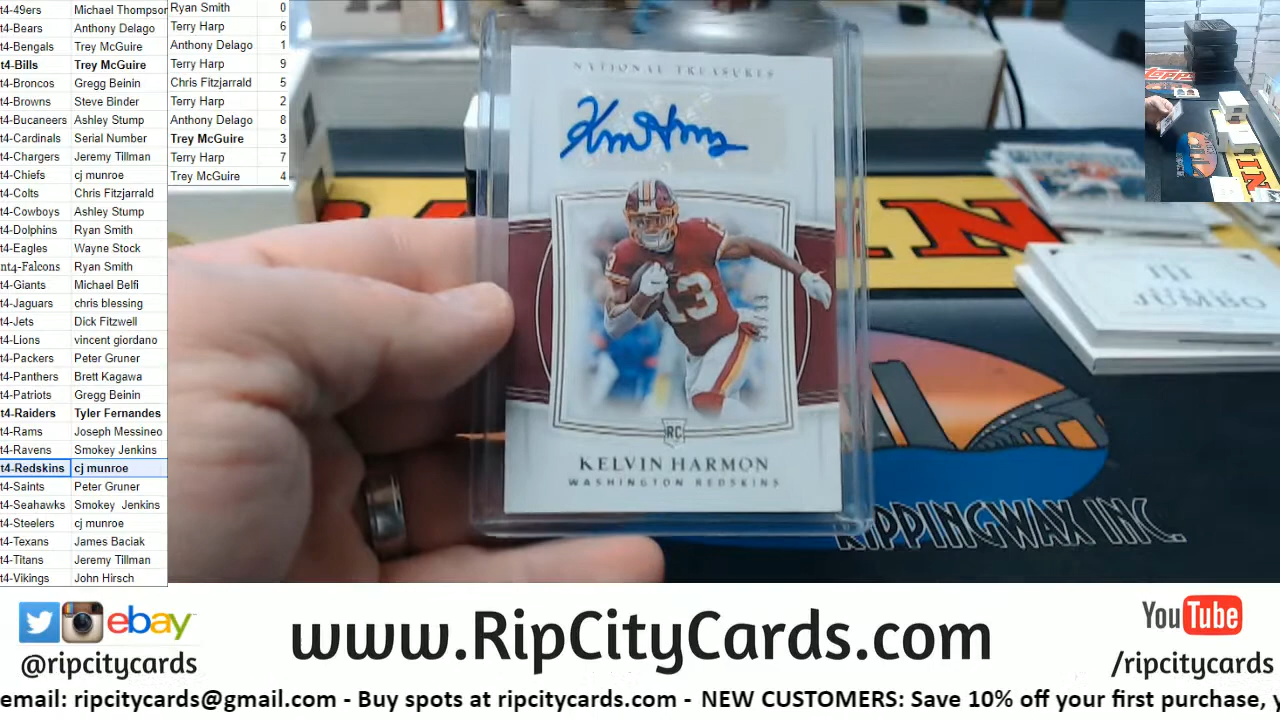 t4-49ers Michael Thompson
t4-Bears Anthony Delago
t4-Bengals Trey McGuire
t4-Bills Trey McGuire
t4-Broncos Gregg Beinin
t4-Browns Steve Binder
t4-Bucaneers Ashley Stump
t4-Cardinals Serial Number
t4-Chargers Jeremy Tillman
t4-Chiefs cj munroe
t4-Colts Chris Fitzjarrald
t4-Cowboys Ashley Stump
t4-Dolphins Ryan Smith
t4-Eagles Wayne Stock
nt4-Falcons Ryan Smith
t4-Giants Michael Belfi
t4-Jaguars chris blessing
t4-Jets Dick Fitzwell
t4-Lions vincent giordano
t4-Packers Peter Gruner
t4-Panthers Brett Kagawa
t4-Patriots Gregg Beinin
t4-Raiders Tyler Fernandes
t4-Rams Joseph Messineo
t4-Ravens Smokey Jenkins
t4-Redskins cj munroe
t4-Saints Peter Gruner
t4-Seahawks Smokey Jenkins
t4-Steelers cj munroe
t4-Texans James Baciak
t4-Titans Jeremy Tillman
t4-Vikings John Hirsch
Ryan Smith 0
Terry Harp 6
Anthony Delago 1
Terry Harp 9
Chris Fitzjarrald 5
Terry Harp 2
Anthony Delago 8
Trey McGuire 3
Terry Harp 7
Trey McGuire 4
NATIONAL TREASURES
13
RC
KELVIN HARMON
WASHINGTON REDSKINS
JUMBO
IN
RIPPINGWAX INC.
ebay
@ripcitycards
www.RipCityCards.com
YouTube
/ripcitycards
email: ripcitycards@gmail.com - Buy spots at ripcitycards.com - NEW CUSTOMERS: Save 10% off your first purchase,